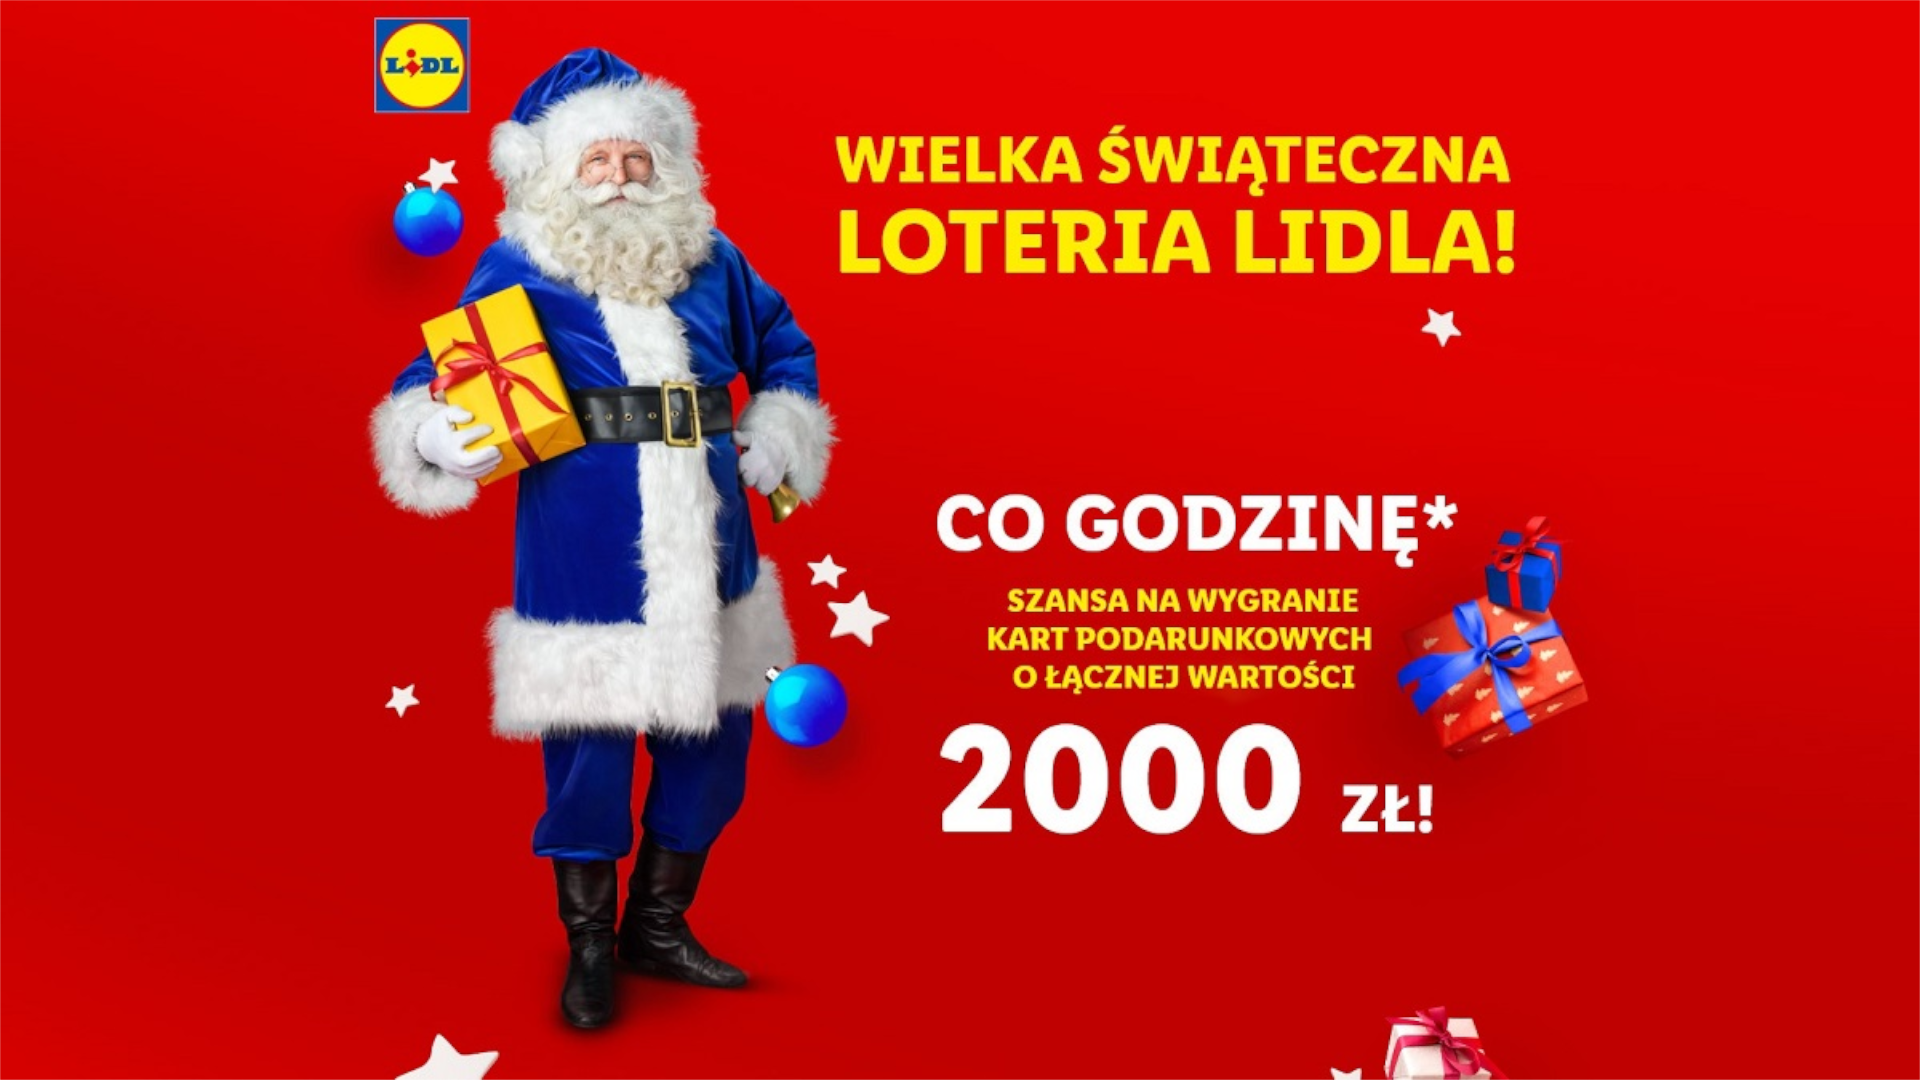 LIDL
WIELKA ŚWIĄTECZNA
LOTERIA LIDLA!
CO GODZINĘ*
SZANSA NA WYGRANIE
KART PODARUNKOWYCH
O ŁĄCZNEJ WARTOŚCI
2000 ZŁ!